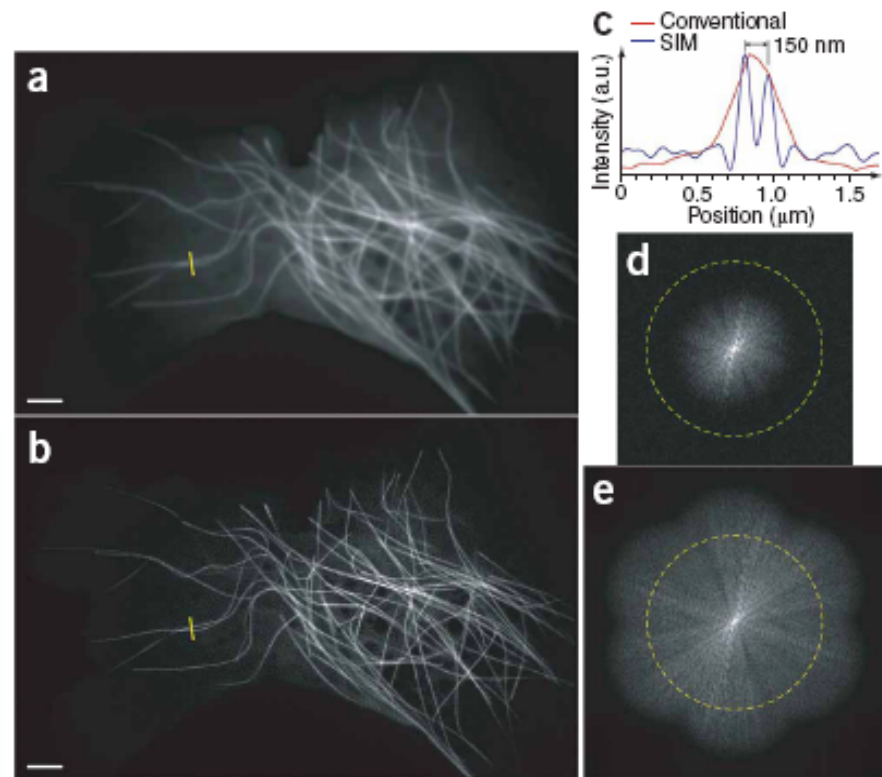 a
b
c
Conventional
SIM
150 nm
Intensity (a.u.)
0 0.5 1.0 1.5
Position (μm)
d
e